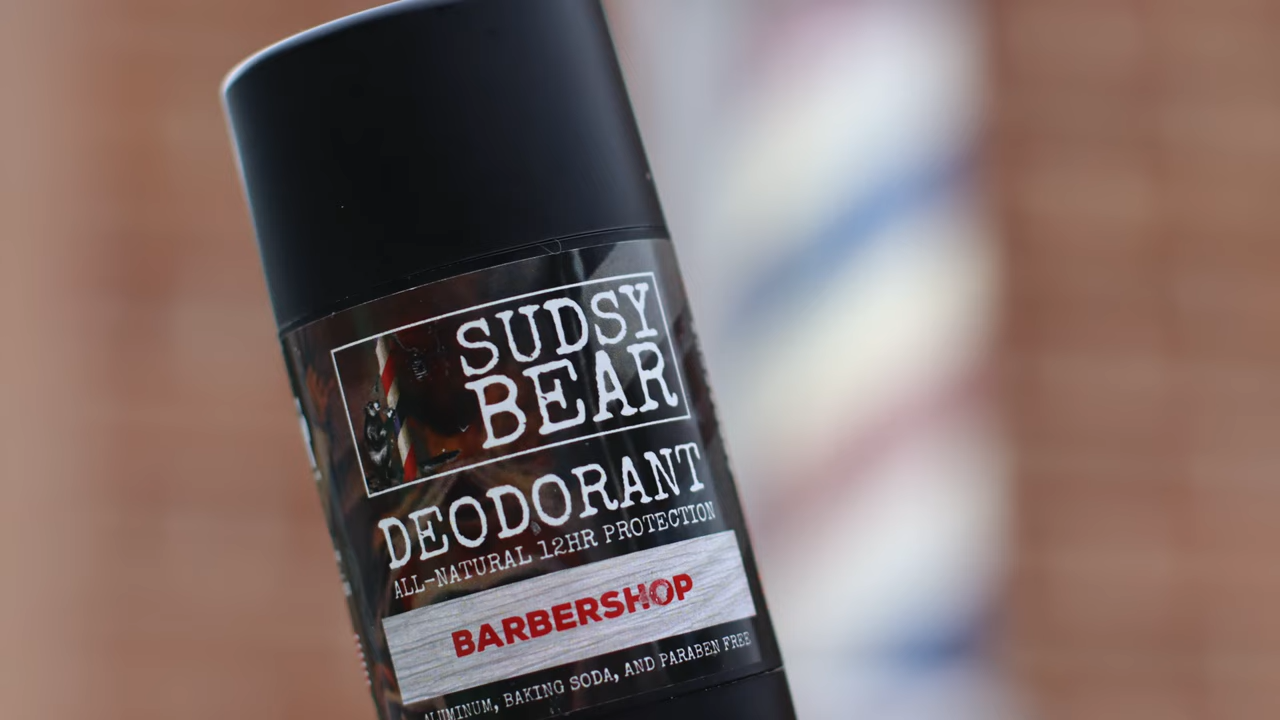 SUDSY
BEAR
DEODORANT
ALL-NATURAL 12HR PROTECTION
BARBERSHOP
ALUMINUM, BAKING SODA, AND PARABEN FREE